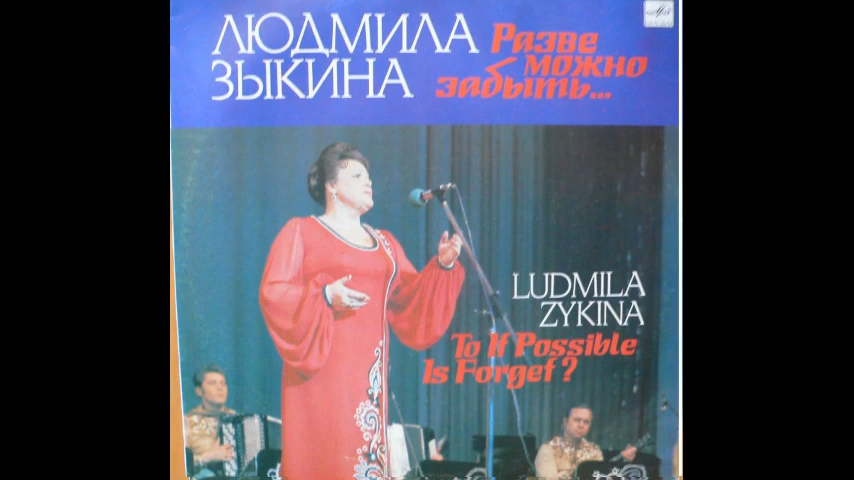 ЛЮДМИЛА
ЗЫКИНА
Разве
можно
забыть...
LUDMILA
ZYKINA
To If Possible
Is Forgef?